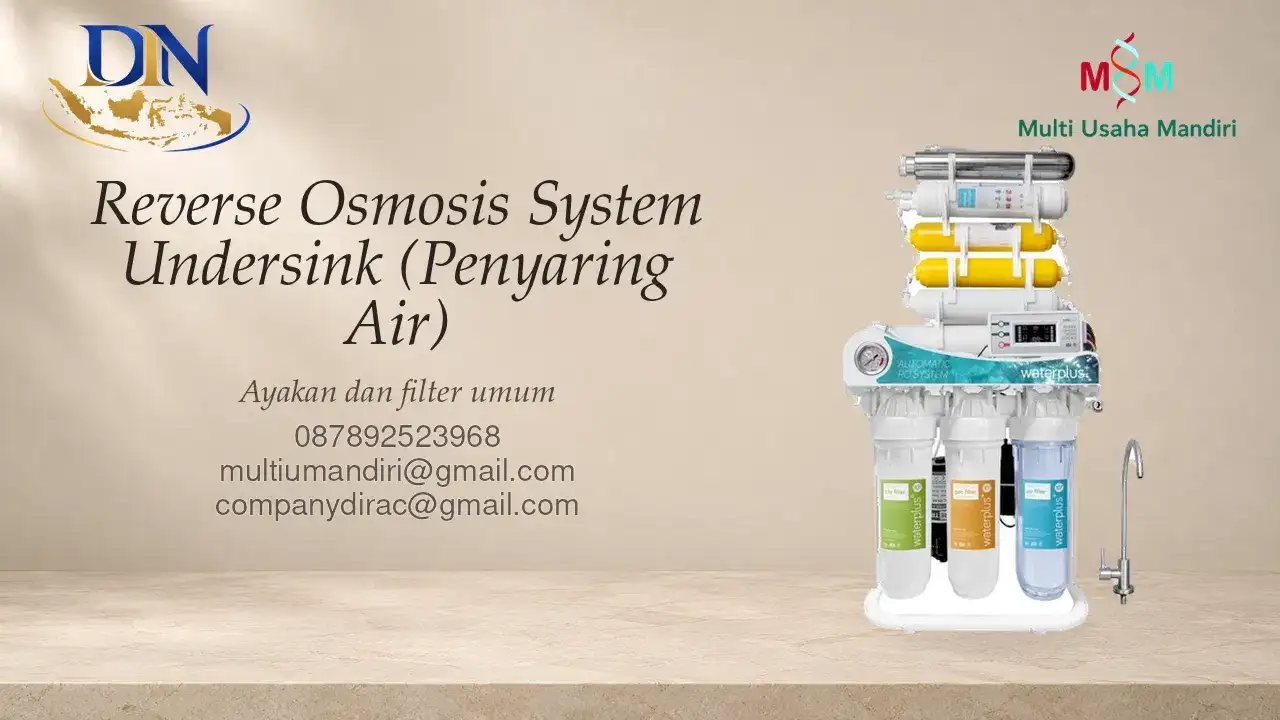 DIN
MSM
Multi Usaha Mandiri
Reverse Osmosis System
Undersink (Penyaring
Air)
Ayakan dan filter umum
087892523968
multiumandiri@gmail.com
companydirac@gmail.com
AUTOMATIC
RO SYSTEM
waterplus
waterplus
waterplus
waterplus